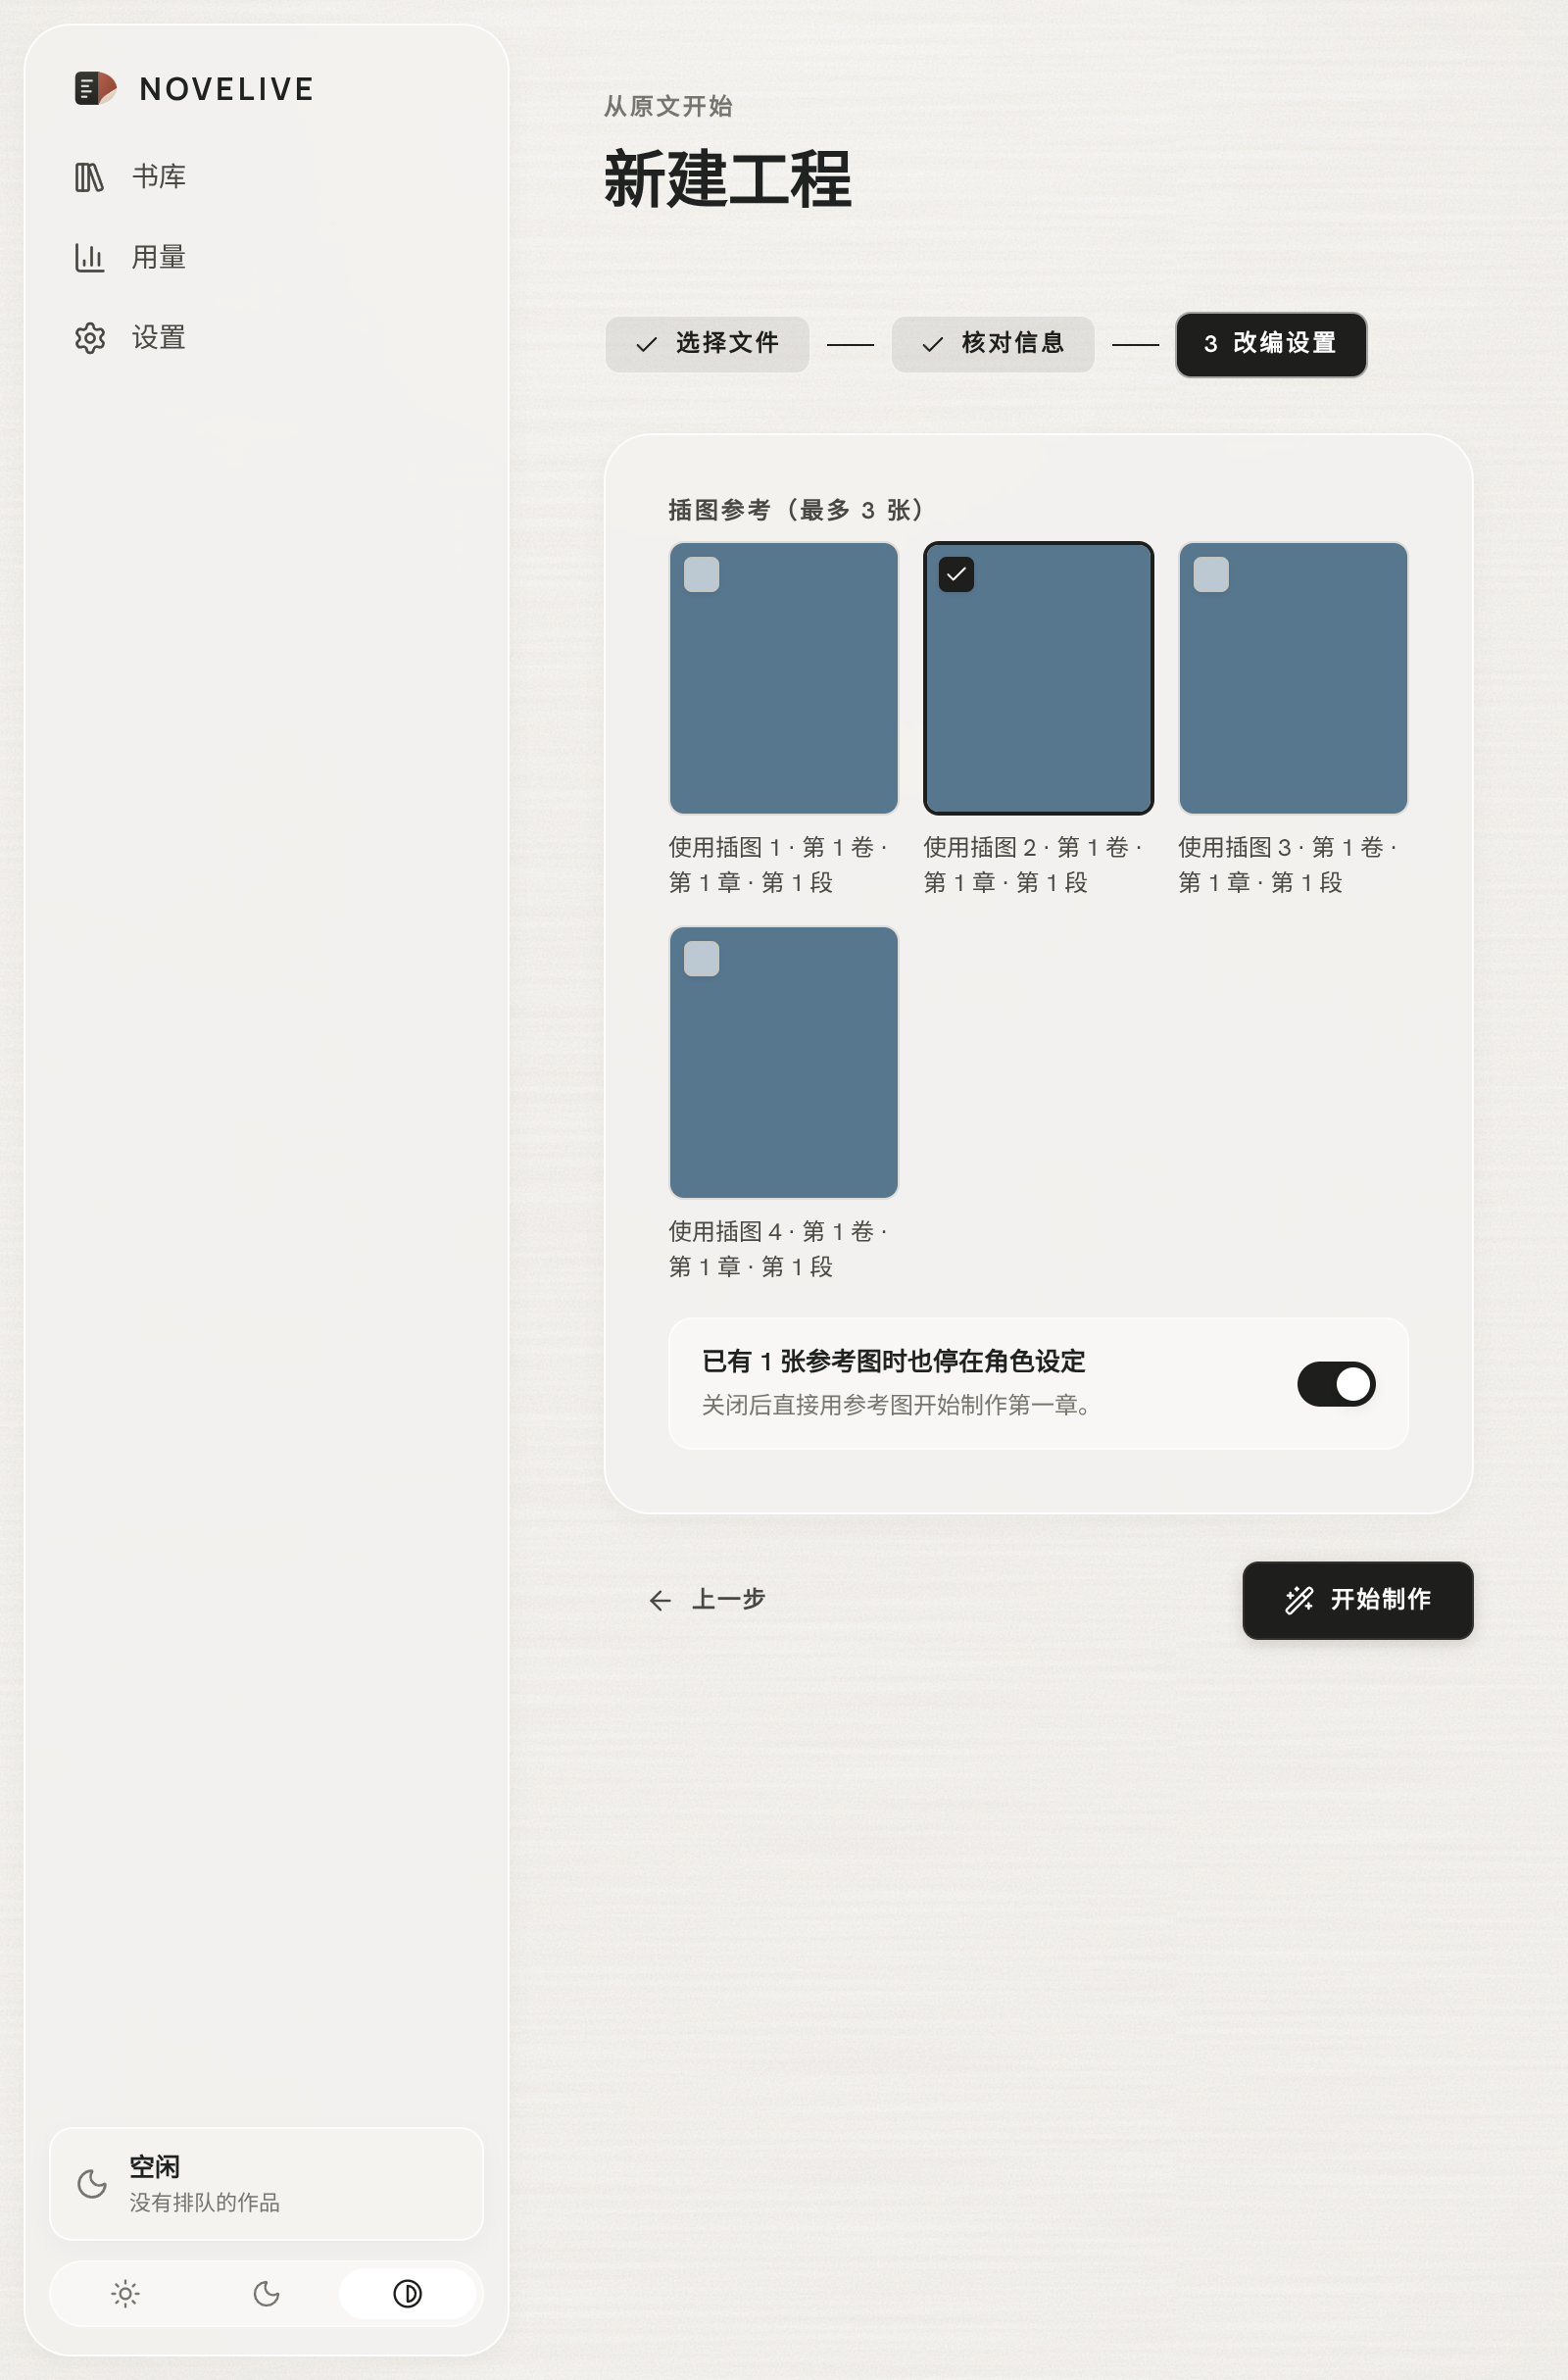 NOVELIVE
书库
用量
设置
从原文开始
新建工程
选择文件
核对信息
3 改编设置
插图参考（最多 3 张）
使用插图 1 · 第 1 卷 ·
第 1 章 · 第 1 段
使用插图 2 · 第 1 卷 ·
第 1 章 · 第 1 段
使用插图 3 · 第 1 卷 ·
第 1 章 · 第 1 段
使用插图 4 · 第 1 卷 ·
第 1 章 · 第 1 段
已有 1 张参考图时也停在角色设定
关闭后直接用参考图开始制作第一章。
上一步
开始制作
空闲
没有排队的作品